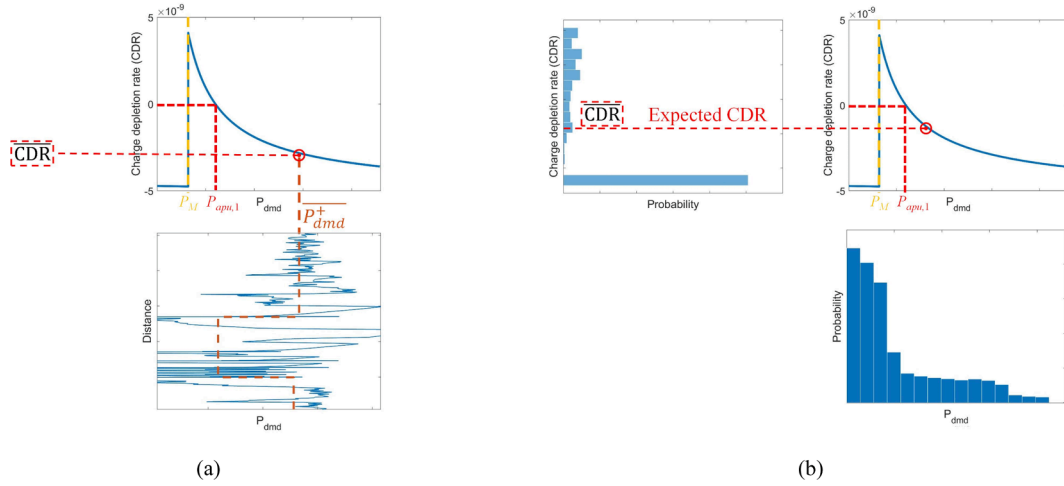 ×10⁻⁹
5
0
-5
Charge depletion rate (CDR)
CDR
P_M
P_apu,1
P_dmd
P⁺_dmd
Distance
P_dmd
(a)
Charge depletion rate (CDR)
CDR
Expected CDR
Probability
×10⁻⁹
5
0
-5
Charge depletion rate (CDR)
P_M
P_apu,1
P_dmd
Probability
P_dmd
(b)